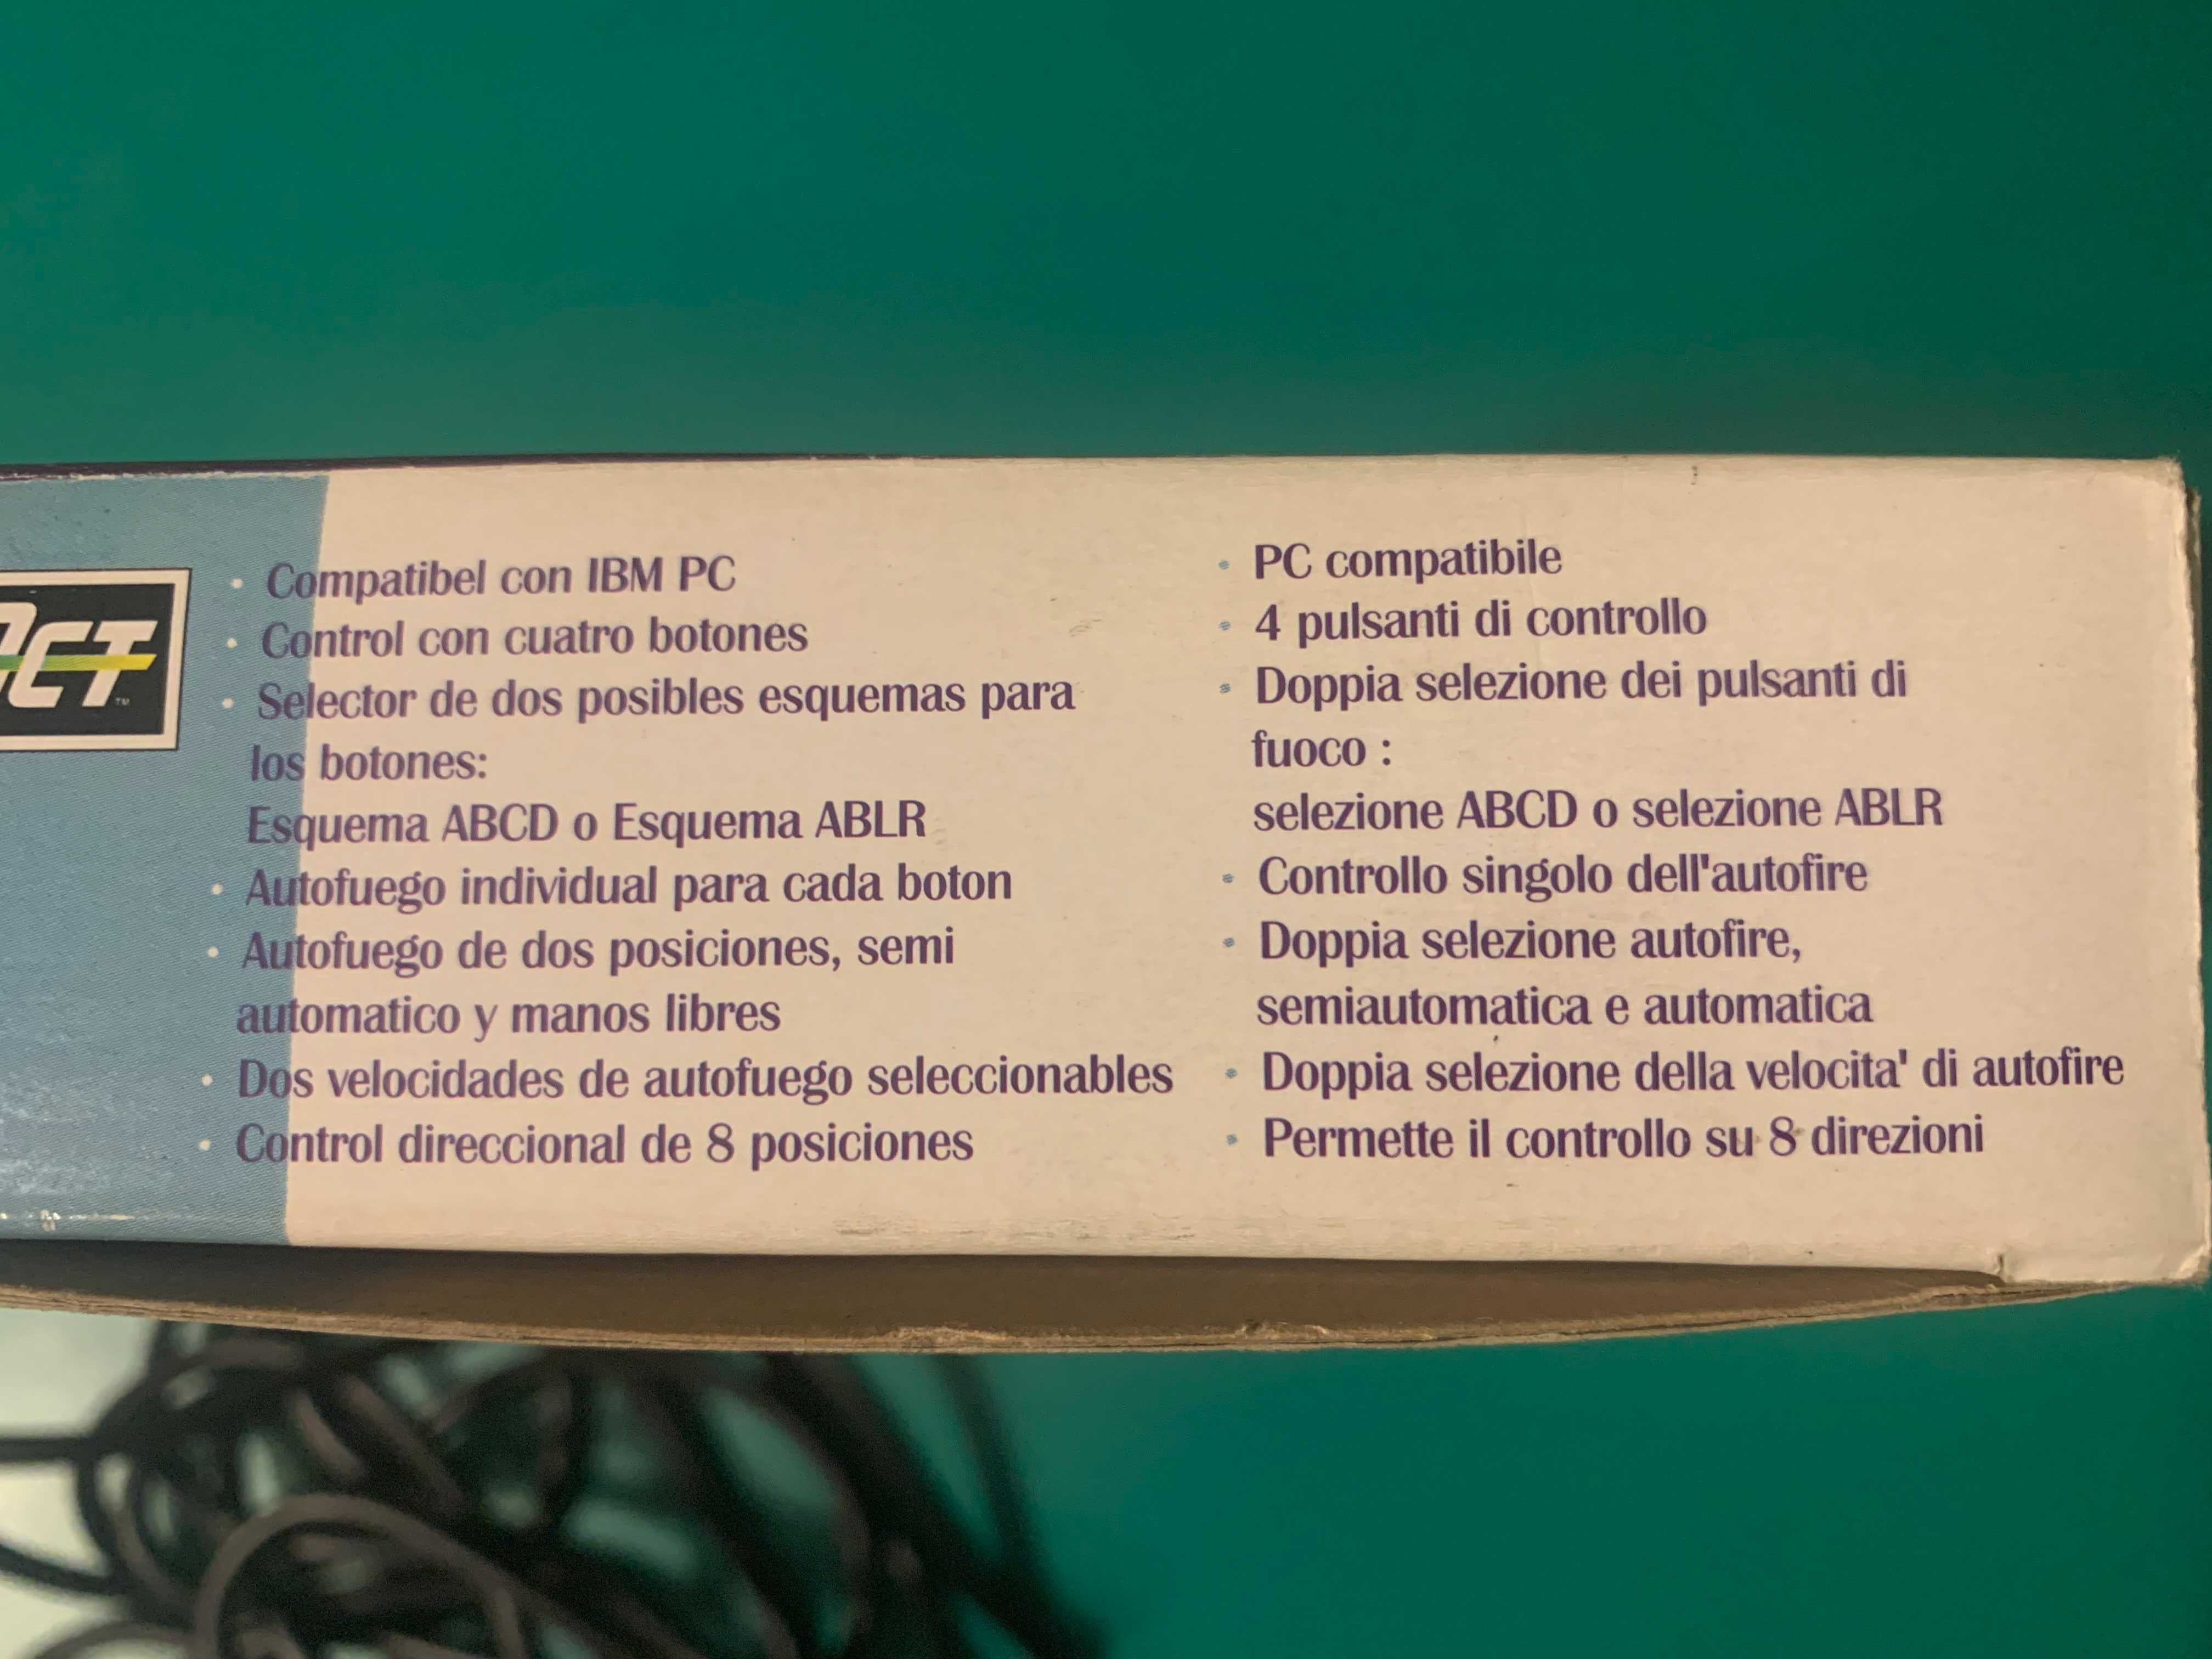 CT
TM
• Compatibel con IBM PC
• Control con cuatro botones
• Selector de dos posibles esquemas para
los botones:
Esquema ABCD o Esquema ABLR
• Autofuego individual para cada boton
• Autofuego de dos posiciones, semi
automatico y manos libres
• Dos velocidades de autofuego seleccionables
• Control direccional de 8 posiciones
• PC compatibile
• 4 pulsanti di controllo
• Doppia selezione dei pulsanti di
fuoco :
selezione ABCD o selezione ABLR
• Controllo singolo dell'autofire
• Doppia selezione autofire,
semiautomatica e automatica
• Doppia selezione della velocita' di autofire
• Permette il controllo su 8 direzioni